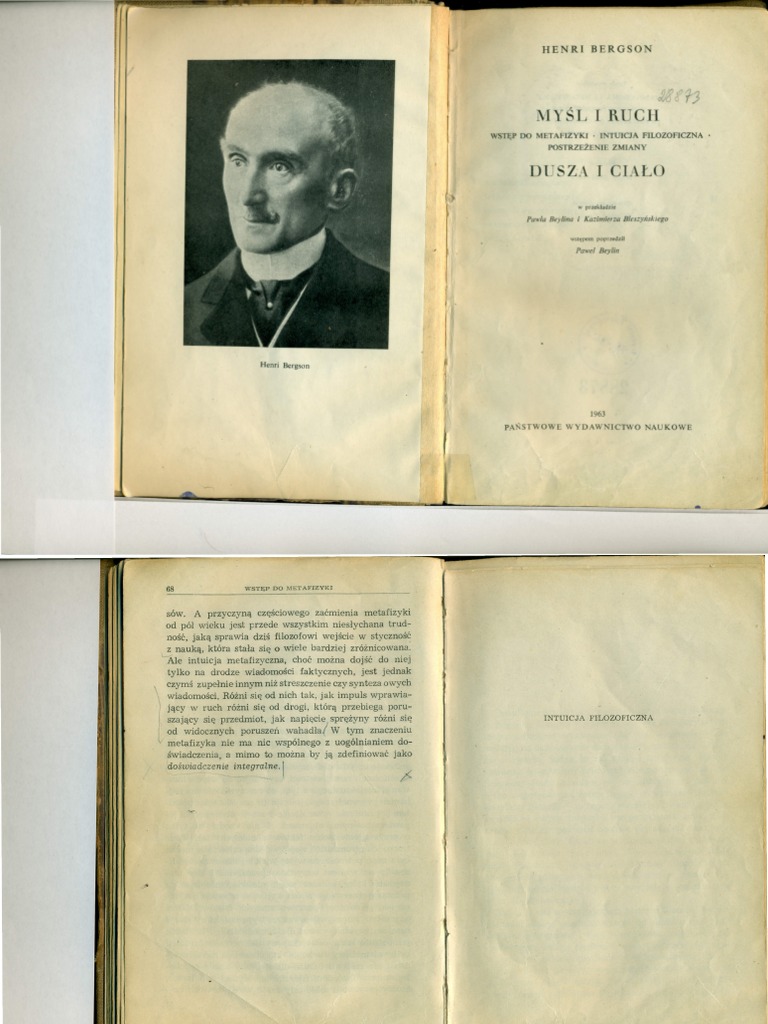 Henri Bergson
HENRI BERGSON
28873
MYŚL I RUCH
WSTĘP DO METAFIZYKI · INTUICJA FILOZOFICZNA ·
POSTRZEŻENIE ZMIANY
DUSZA I CIAŁO
w przekładzie
Pawła Beylina i Kazimierza Bleszyńskiego
wstępem poprzedził
Paweł Beylin
1963
PAŃSTWOWE WYDAWNICTWO NAUKOWE
68 WSTĘP DO METAFIZYKI
sów. A przyczyną częściowego zaćmienia metafizyki
od pół wieku jest przede wszystkim niesłychana trud-
ność, jaką sprawia dziś filozofowi wejście w styczność
z nauką, która stała się o wiele bardziej zróżnicowana.
Ale intuicja metafizyczna, choć można dojść do niej
tylko na drodze wiadomości faktycznych, jest jednak
czymś zupełnie innym niż streszczenie czy synteza owych
wiadomości. Różni się od nich tak, jak impuls wprawia-
jący w ruch różni się od drogi, którą przebiega poru-
szający się przedmiot, jak napięcie sprężyny różni się
od widocznych poruszeń wahadła. W tym znaczeniu
metafizyka nie ma nic wspólnego z uogólnianiem do-
świadczenia, a mimo to można by ją zdefiniować jako
doświadczenie integralne.
INTUICJA FILOZOFICZNA